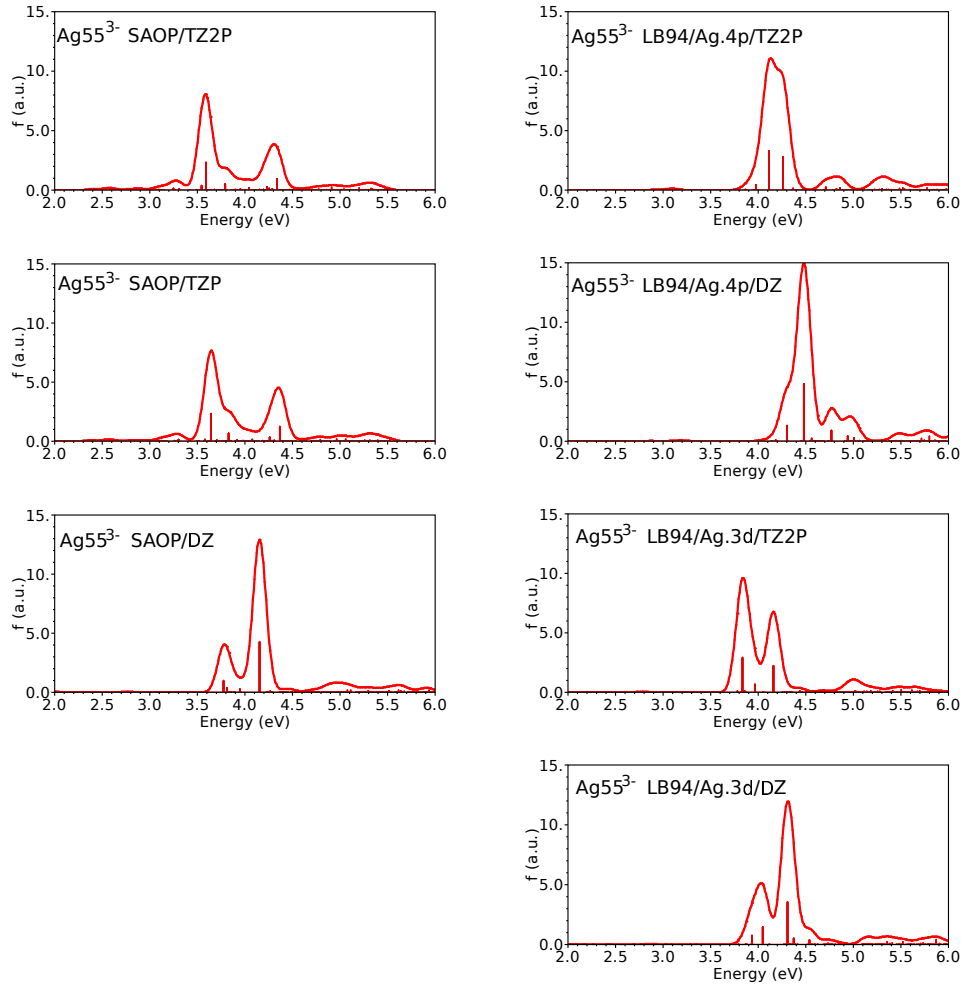 Ag55³⁻ SAOP/TZ2P
15.
10.
5.0
0.0
f (a.u.)
2.0 2.5 3.0 3.5 4.0 4.5 5.0 5.5 6.0
Energy (eV)
Ag55³⁻ LB94/Ag.4p/TZ2P
15.
10.
5.0
0.0
f (a.u.)
2.0 2.5 3.0 3.5 4.0 4.5 5.0 5.5 6.0
Energy (eV)
Ag55³⁻ SAOP/TZP
15.
10.
5.0
0.0
f (a.u.)
2.0 2.5 3.0 3.5 4.0 4.5 5.0 5.5 6.0
Energy (eV)
Ag55³⁻ LB94/Ag.4p/DZ
15.
10.
5.0
0.0
f (a.u.)
2.0 2.5 3.0 3.5 4.0 4.5 5.0 5.5 6.0
Energy (eV)
Ag55³⁻ SAOP/DZ
15.
10.
5.0
0.0
f (a.u.)
2.0 2.5 3.0 3.5 4.0 4.5 5.0 5.5 6.0
Energy (eV)
Ag55³⁻ LB94/Ag.3d/TZ2P
15.
10.
5.0
0.0
f (a.u.)
2.0 2.5 3.0 3.5 4.0 4.5 5.0 5.5 6.0
Energy (eV)
Ag55³⁻ LB94/Ag.3d/DZ
15.
10.
5.0
0.0
f (a.u.)
2.0 2.5 3.0 3.5 4.0 4.5 5.0 5.5 6.0
Energy (eV)